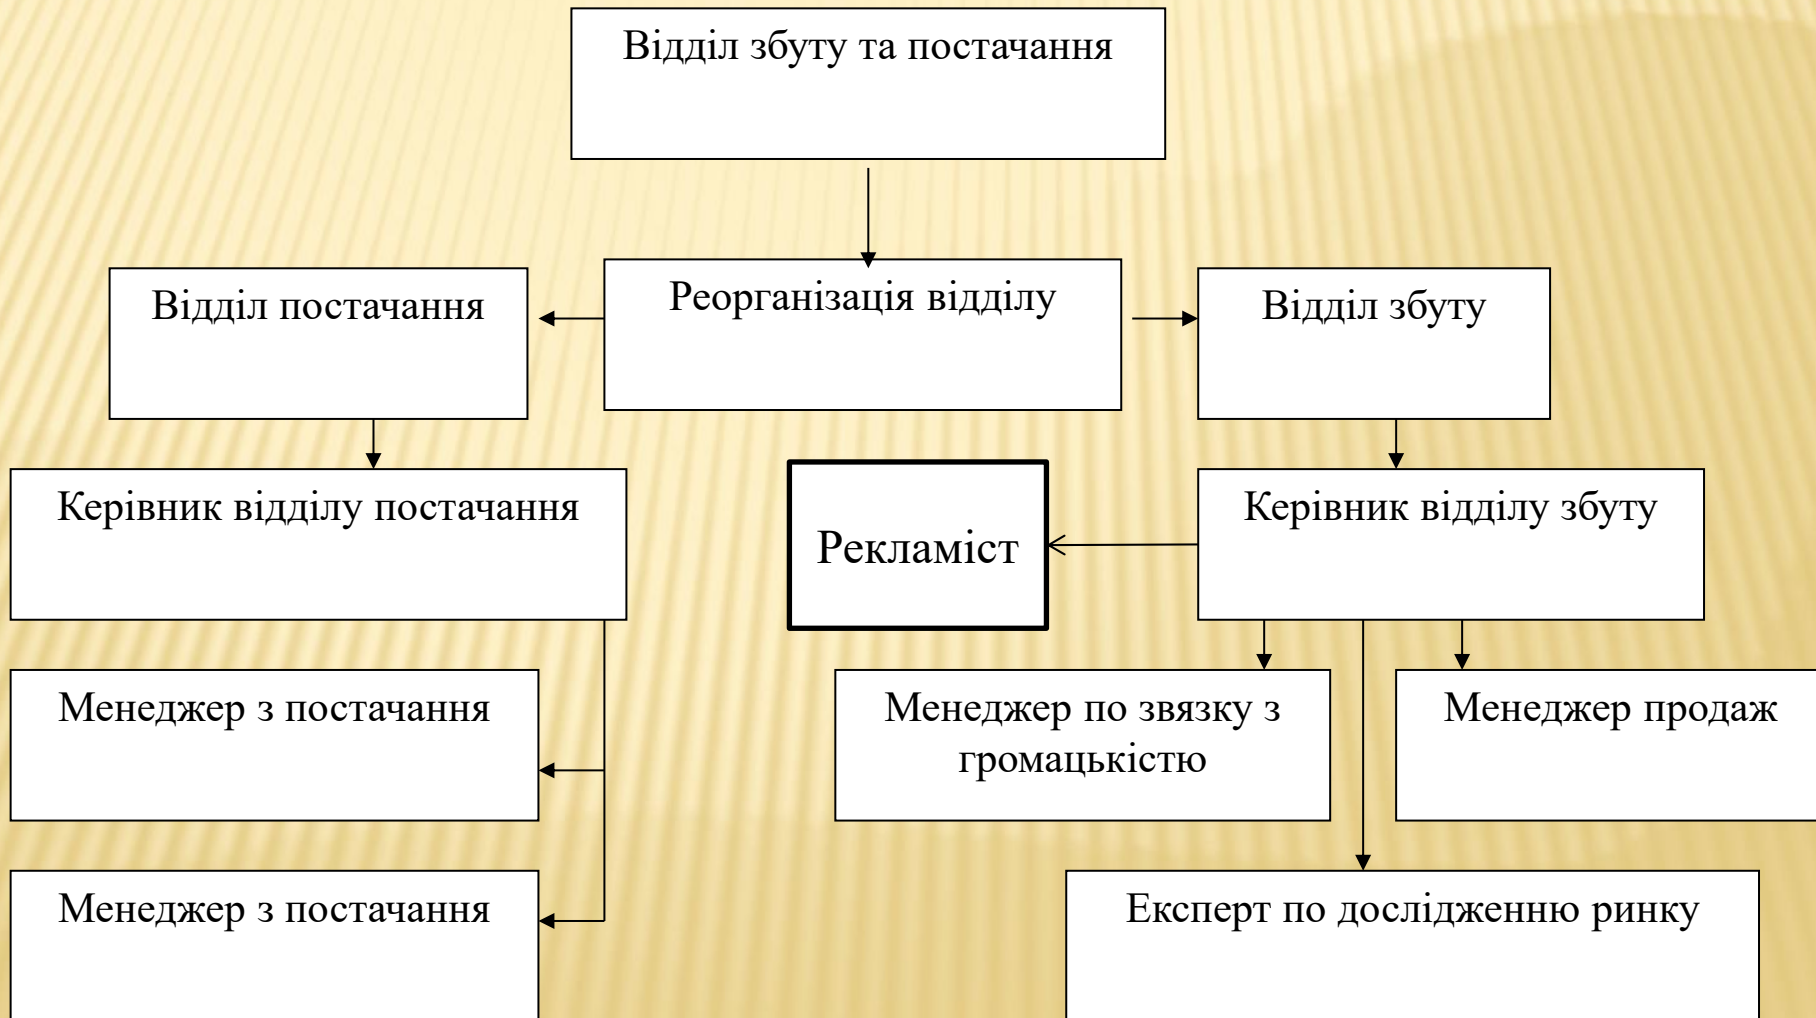 Відділ збуту та постачання
Відділ постачання
Реорганізація відділу
Відділ збуту
Керівник відділу постачання
Рекламіст
Керівник відділу збуту
Менеджер з постачання
Менеджер по звязку з
громацькістю
Менеджер продаж
Менеджер з постачання
Експерт по дослідженню ринку